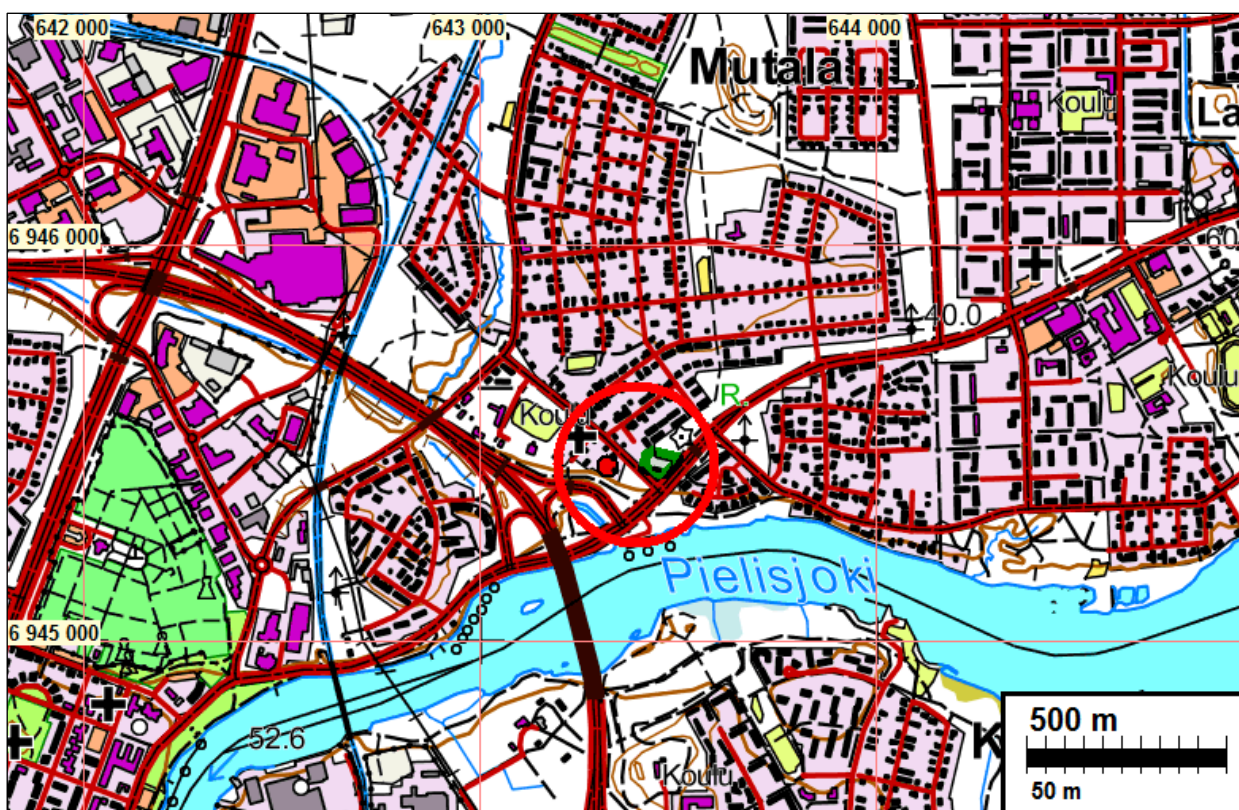 642 000
643 000
644 000
Mutala
Koulu
La
6 946 000
60
40.0
Koulu
R.
Koulu
Pielisjoki
6 945 000
52.6
K
Koulu
500 m
50 m